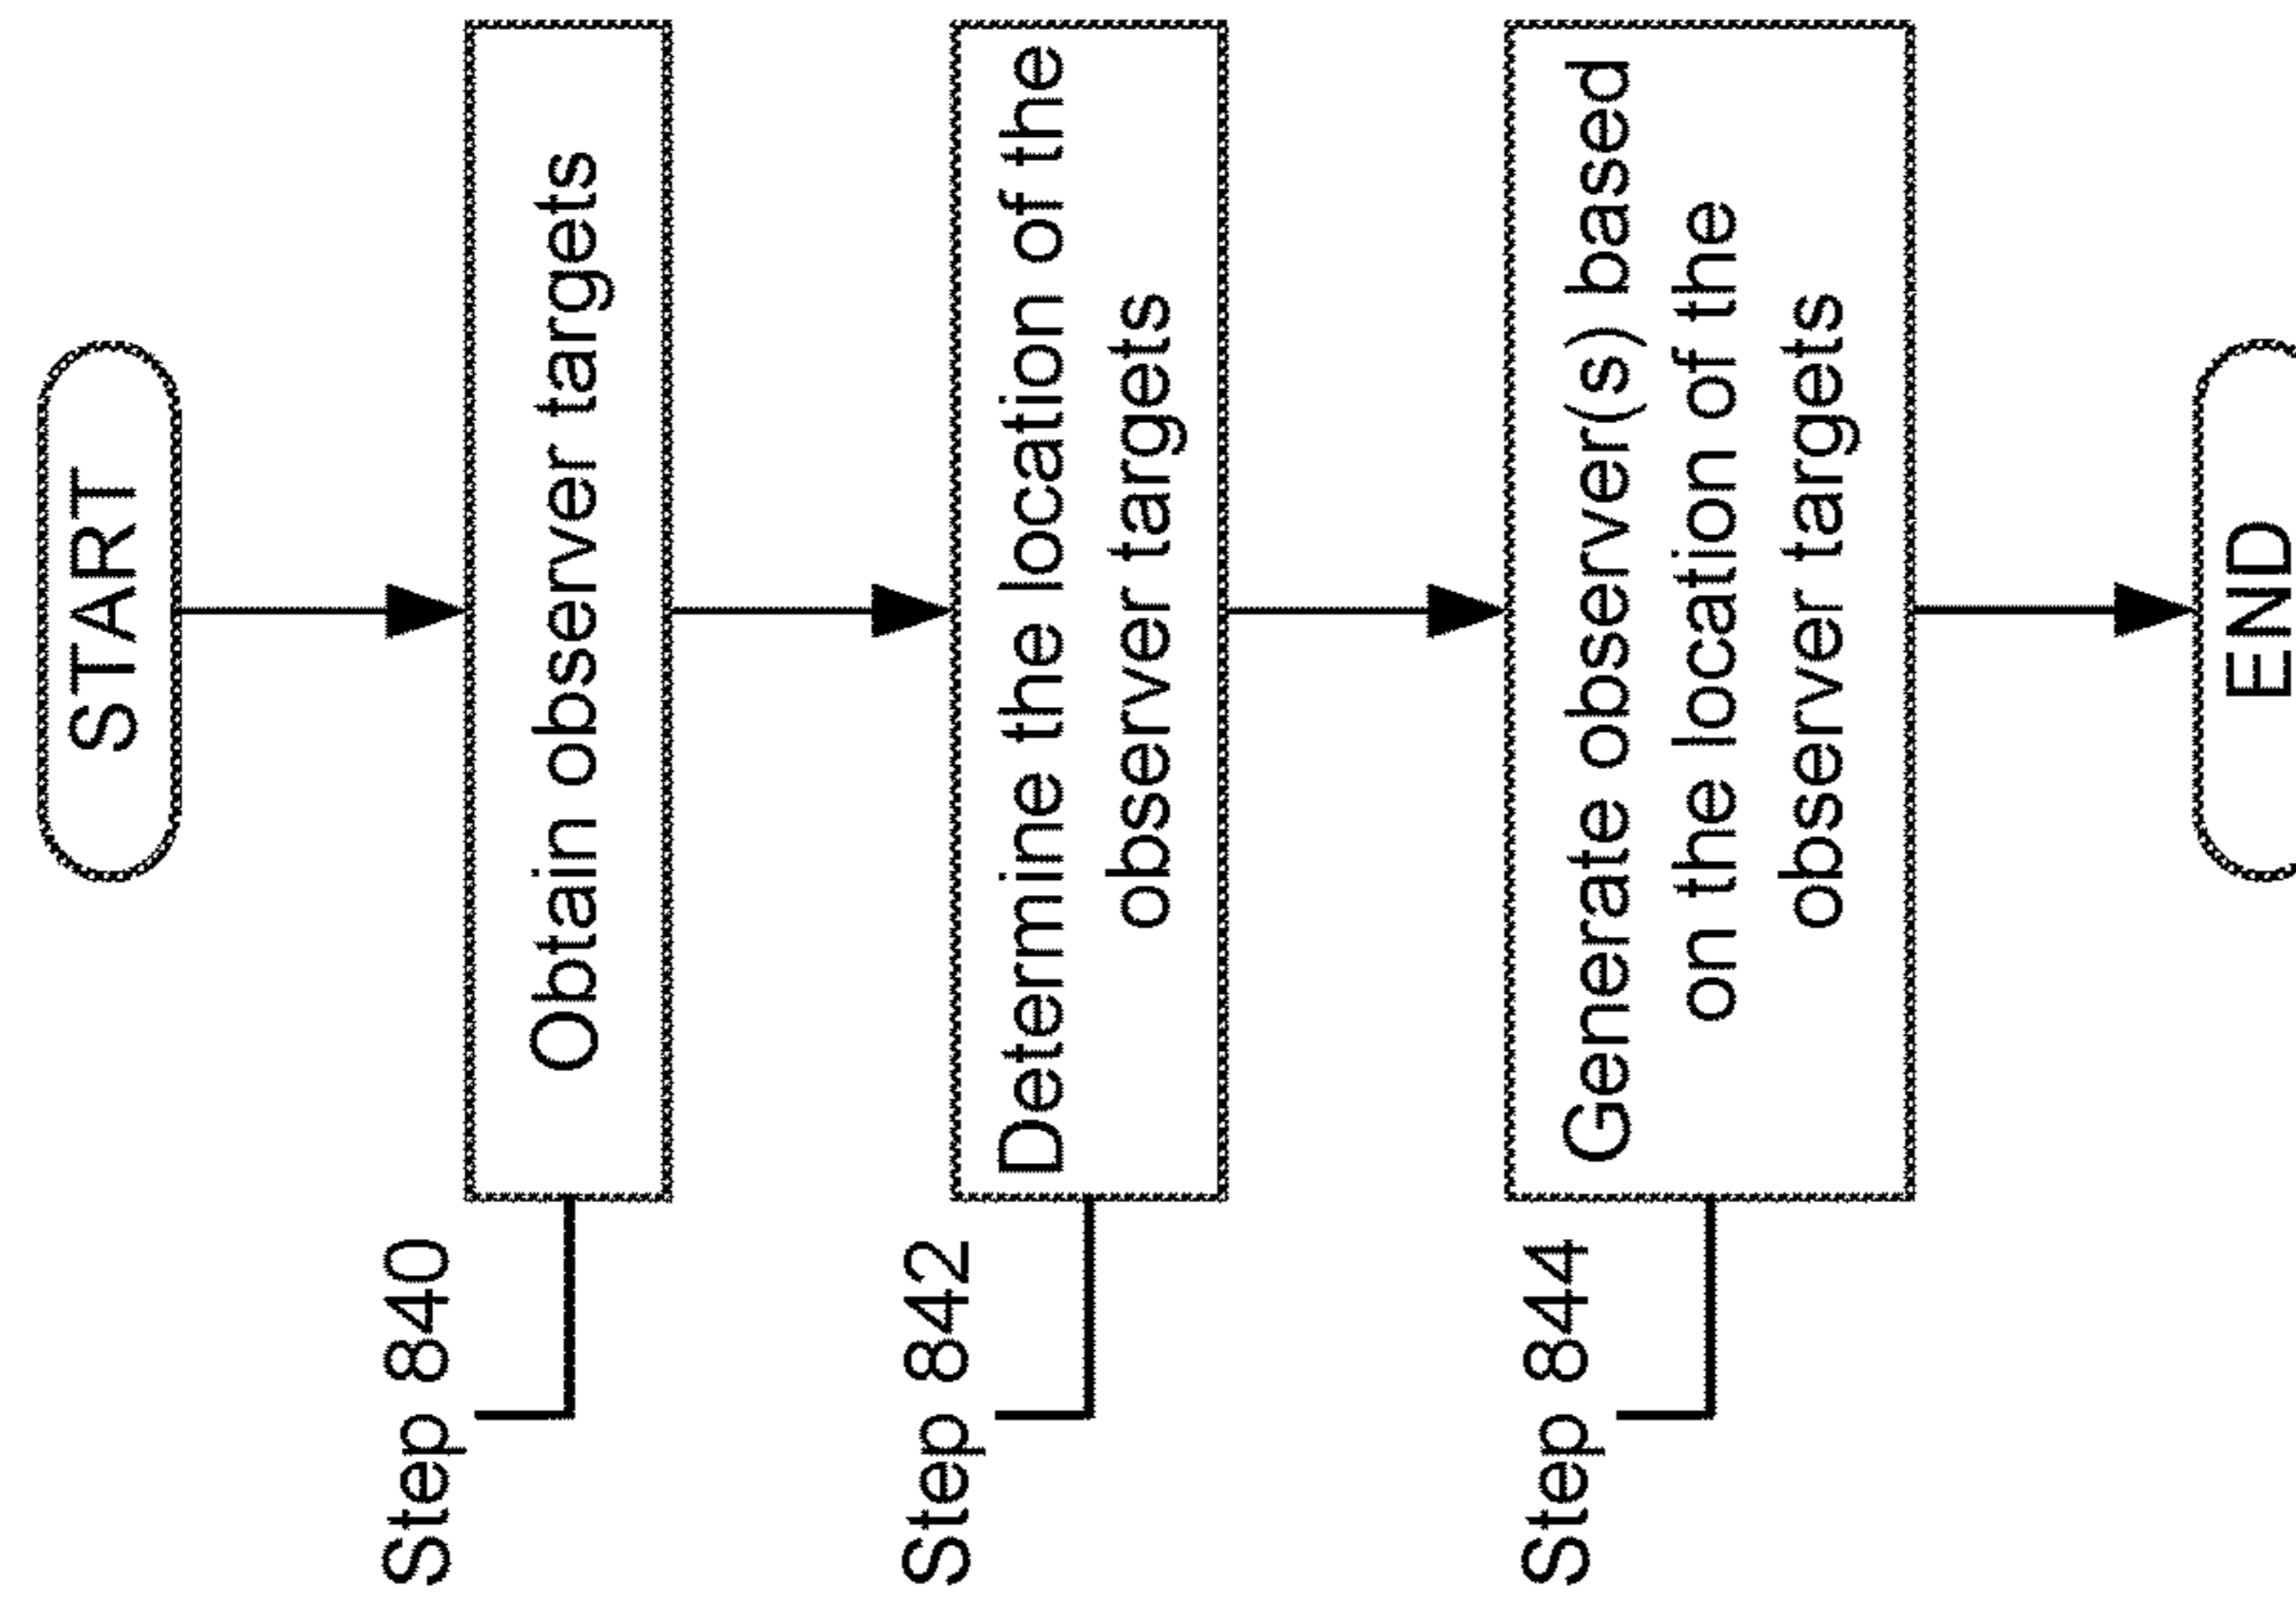 START
Step 840
Obtain observer targets
Step 842
Determine the location of the
observer targets
Step 844
Generate observer(s) based
on the location of the
observer targets
END